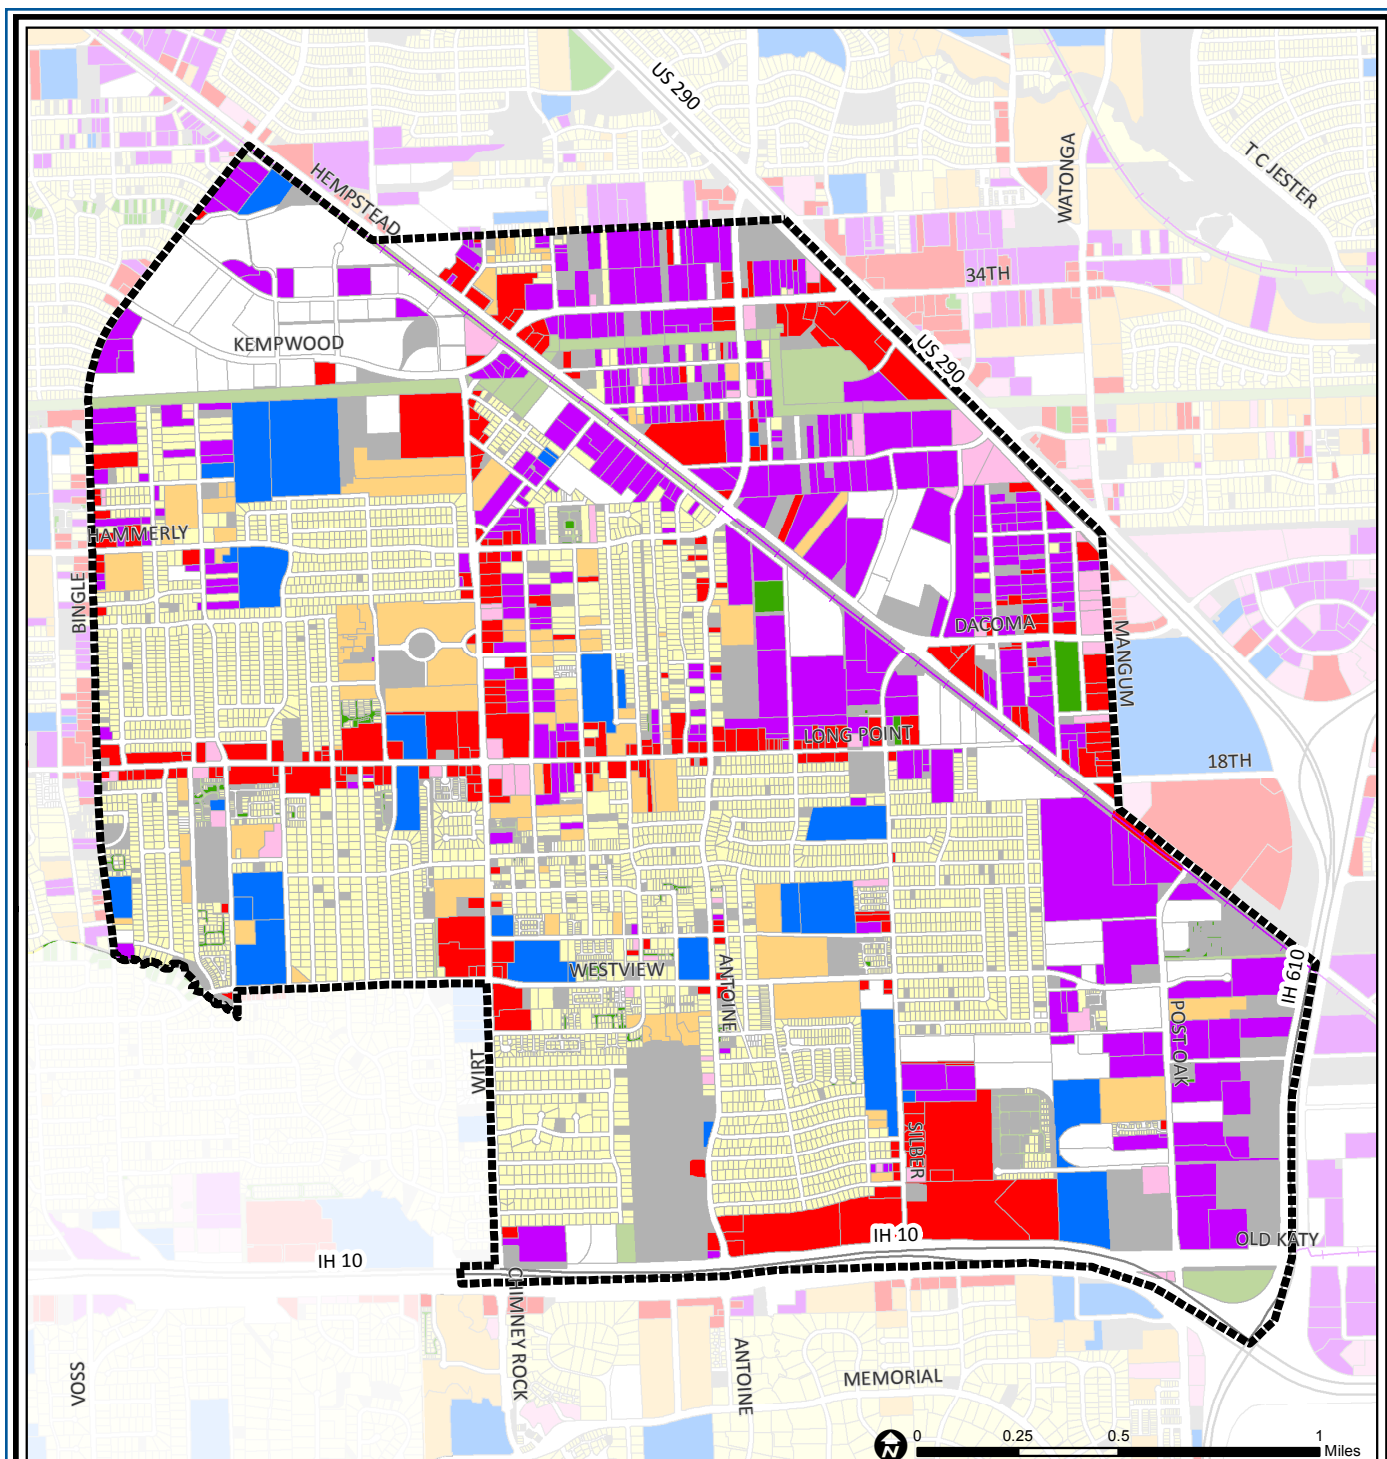 US 290
WATONGA
T C JESTER
HEMPSTEAD
34TH
KEMPWOOD
US 290
HAMMERLY
BINGLE
DACOMA
MANGUM
LONG POINT
18TH
WESTVIEW
ANTOINE
IH 610
POST OAK
WIRT
SILBER
IH 10
IH 10
OLD KATY
CHIMNEY ROCK
VOSS
ANTOINE
MEMORIAL
N
0 0.25 0.5 1
Miles